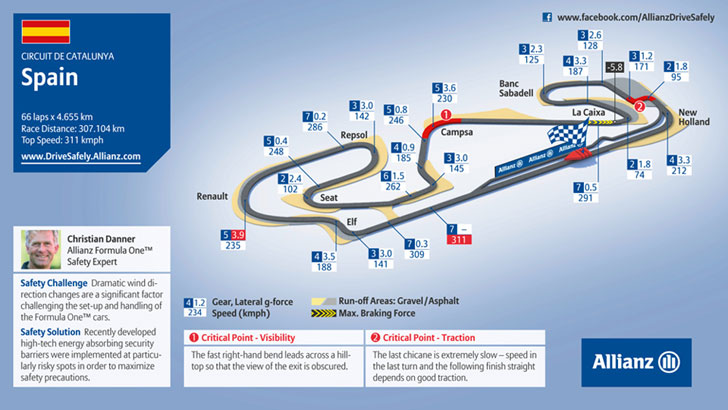 www.facebook.com/AllianzDriveSafely
CIRCUIT DE CATALUNYA
Spain
66 laps x 4.655 km
Race Distance: 307.104 km
Top Speed: 311 kmph
www.DriveSafely.Allianz.com
3 2.3
125
3 2.6
128
4 3.3
187
-5.8
3 1.2
171
2 1.8
95
Banc
Sabadell
La Caixa
2
New
Holland
5 3.6
230
1
Campsa
5 0.8
246
3 3.0
142
7 0.2
286
Repsol
5 0.4
248
4 0.9
185
3 3.0
145
6 1.5
262
2 2.4
102
Seat
Renault
5 3.9
235
Elf
4 3.5
188
3 3.0
141
7 0.3
309
7 –
311
Allianz
Allianz
7 0.5
291
2 1.8
74
4 3.3
212
Christian Danner
Allianz Formula One™
Safety Expert
Safety Challenge Dramatic wind di-
rection changes are a significant factor
challenging the set-up and handling of
the Formula One™ cars.
Safety Solution Recently developed
high-tech energy absorbing security
barriers were implemented at particu-
larly risky spots in order to maximize
safety precautions.
4 1.2
234
Gear, Lateral g-force
Speed (kmph)
Run-off Areas: Gravel/Asphalt
Max. Braking Force
1 Critical Point - Visibility
The fast right-hand bend leads across a hill-
top so that the view of the exit is obscured.
2 Critical Point - Traction
The last chicane is extremely slow – speed in
the last turn and the following finish straight
depends on good traction.
Allianz